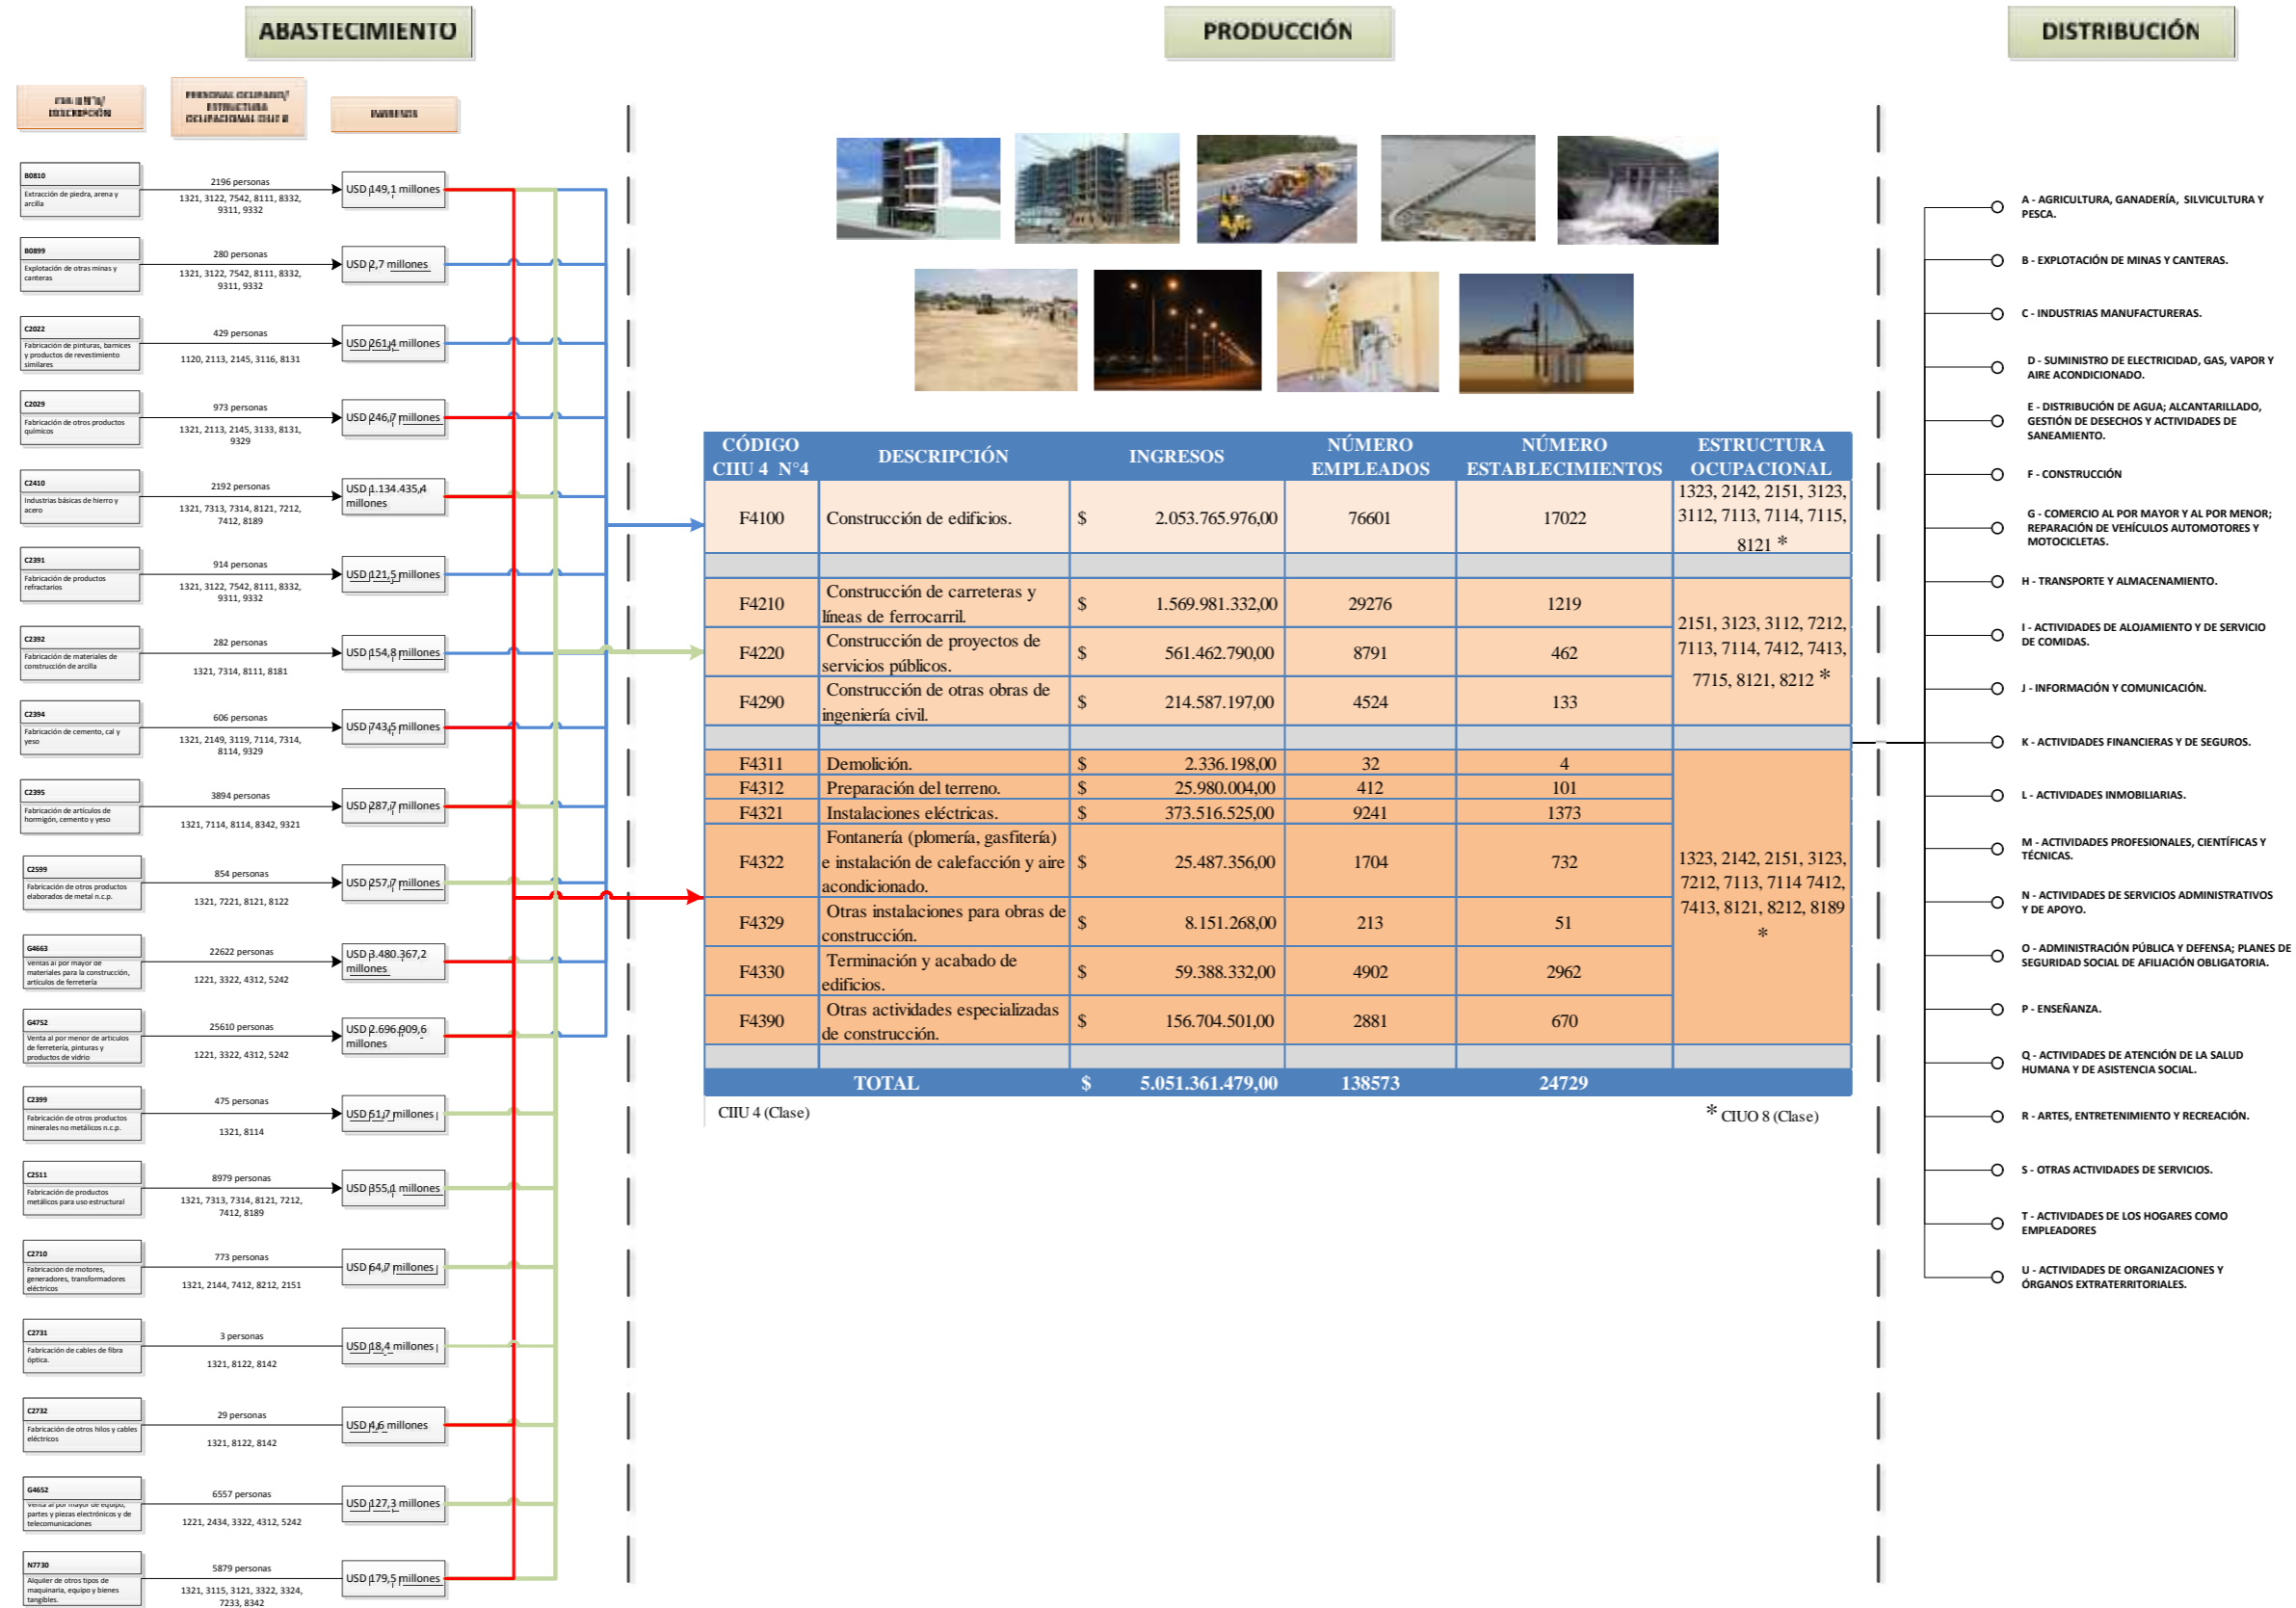 ABASTECIMIENTO
PRODUCCIÓN
DISTRIBUCIÓN
DESCRIPCIÓN
PERSONAL OCUPADO/
ESTRUCTURA
OCUPACIONAL CIUO 8
INGRESOS
B0810
Extracción de piedra, arena y
arcilla
2196 personas
1321, 3122, 7542, 8111, 8332,
9311, 9332
USD 149,1 millones
B0899
Explotación de otras minas y
canteras
280 personas
1321, 3122, 7542, 8111, 8332,
9311, 9332
USD 2,7 millones
C2022
Fabricación de pinturas, barnices
y productos de revestimiento
similares
429 personas
1120, 2113, 2145, 3116, 8131
USD 261,4 millones
C2029
Fabricación de otros productos
químicos
973 personas
1321, 2113, 2145, 3133, 8131,
9329
USD 246,7 millones
C2410
Industrias básicas de hierro y
acero
2192 personas
1321, 7313, 7314, 8121, 7212,
7412, 8189
USD 1.134.435,4
millones
C2391
Fabricación de productos
refractarios
914 personas
1321, 3122, 7542, 8111, 8332,
9311, 9332
USD 121,5 millones
C2392
Fabricación de materiales de
construcción de arcilla
282 personas
1321, 7314, 8111, 8181
USD 154,8 millones
C2394
Fabricación de cemento, cal y
yeso
606 personas
1321, 2149, 3119, 7114, 7314,
8114, 9329
USD 743,5 millones
C2395
Fabricación de artículos de
hormigón, cemento y yeso
3894 personas
1321, 7114, 8114, 8342, 9321
USD 287,7 millones
C2599
Fabricación de otros productos
elaborados de metal n.c.p.
854 personas
1321, 7221, 8121, 8122
USD 257,7 millones
G4663
Ventas al por mayor de
materiales para la construcción,
artículos de ferretería
22622 personas
1221, 3322, 4312, 5242
USD 3.480.367,2
millones
G4752
Venta al por menor de articulos
de ferretería, pinturas y
productos de vidrio
25610 personas
1221, 3322, 4312, 5242
USD 2.696.909,6
millones
C2399
Fabricación de otros productos
minerales no metálicos n.c.p.
475 personas
1321, 8114
USD 51,7 millones
C2511
Fabricación de productos
metálicos para uso estructural
8979 personas
1321, 7313, 7314, 8121, 7212,
7412, 8189
USD 355,1 millones
C2710
Fabricación de motores,
generadores, transformadores
eléctricos
773 personas
1321, 2144, 7412, 8212, 2151
USD 64,7 millones
C2731
Fabricación de cables de fibra
óptica.
3 personas
1321, 8122, 8142
USD 18,4 millones
C2732
Fabricación de otros hilos y cables
eléctricos
29 personas
1321, 8122, 8142
USD 4,6 millones
G4652
Venta al por mayor de equipo,
partes y piezas electrónicos y de
telecomunicaciones
6557 personas
1221, 2434, 3322, 4312, 5242
USD 127,3 millones
N7730
Alquiler de otros tipos de
maquinaria, equipo y bienes
tangibles.
5879 personas
1321, 3115, 3121, 3322, 3324,
7233, 8342
USD 179,5 millones
CÓDIGO
CIIU 4 N°4
DESCRIPCIÓN
INGRESOS
NÚMERO
EMPLEADOS
NÚMERO
ESTABLECIMIENTOS
ESTRUCTURA
OCUPACIONAL
F4100 Construcción de edificios. $ 2.053.765.976,00 76601 17022
1323, 2142, 2151, 3123,
3112, 7113, 7114, 7115,
8121 *
F4210 Construcción de carreteras y
líneas de ferrocarril. $ 1.569.981.332,00 29276 1219
F4220 Construcción de proyectos de
servicios públicos. $ 561.462.790,00 8791 462
F4290 Construcción de otras obras de
ingeniería civil. $ 214.587.197,00 4524 133
2151, 3123, 3112, 7212,
7113, 7114, 7412, 7413,
7715, 8121, 8212 *
F4311 Demolición. $ 2.336.198,00 32 4
F4312 Preparación del terreno. $ 25.980.004,00 412 101
F4321 Instalaciones eléctricas. $ 373.516.525,00 9241 1373
F4322 Fontanería (plomería, gasfitería)
e instalación de calefacción y aire
acondicionado. $ 25.487.356,00 1704 732
F4329 Otras instalaciones para obras de
construcción. $ 8.151.268,00 213 51
F4330 Terminación y acabado de
edificios. $ 59.388.332,00 4902 2962
F4390 Otras actividades especializadas
de construcción. $ 156.704.501,00 2881 670
1323, 2142, 2151, 3123,
7212, 7113, 7114 7412,
7413, 8121, 8212, 8189
*
TOTAL $ 5.051.361.479,00 138573 24729
CIIU 4 (Clase)
* CIUO 8 (Clase)
A - AGRICULTURA, GANADERÍA, SILVICULTURA Y
PESCA.
B - EXPLOTACIÓN DE MINAS Y CANTERAS.
C - INDUSTRIAS MANUFACTURERAS.
D - SUMINISTRO DE ELECTRICIDAD, GAS, VAPOR Y
AIRE ACONDICIONADO.
E - DISTRIBUCIÓN DE AGUA; ALCANTARILLADO,
GESTIÓN DE DESECHOS Y ACTIVIDADES DE
SANEAMIENTO.
F - CONSTRUCCIÓN
G - COMERCIO AL POR MAYOR Y AL POR MENOR;
REPARACIÓN DE VEHÍCULOS AUTOMOTORES Y
MOTOCICLETAS.
H - TRANSPORTE Y ALMACENAMIENTO.
I - ACTIVIDADES DE ALOJAMIENTO Y DE SERVICIO
DE COMIDAS.
J - INFORMACIÓN Y COMUNICACIÓN.
K - ACTIVIDADES FINANCIERAS Y DE SEGUROS.
L - ACTIVIDADES INMOBILIARIAS.
M - ACTIVIDADES PROFESIONALES, CIENTÍFICAS Y
TÉCNICAS.
N - ACTIVIDADES DE SERVICIOS ADMINISTRATIVOS
Y DE APOYO.
O - ADMINISTRACIÓN PÚBLICA Y DEFENSA; PLANES DE
SEGURIDAD SOCIAL DE AFILIACIÓN OBLIGATORIA.
P - ENSEÑANZA.
Q - ACTIVIDADES DE ATENCIÓN DE LA SALUD
HUMANA Y DE ASISTENCIA SOCIAL.
R - ARTES, ENTRETENIMIENTO Y RECREACIÓN.
S - OTRAS ACTIVIDADES DE SERVICIOS.
T - ACTIVIDADES DE LOS HOGARES COMO
EMPLEADORES
U - ACTIVIDADES DE ORGANIZACIONES Y
ÓRGANOS EXTRATERRITORIALES.